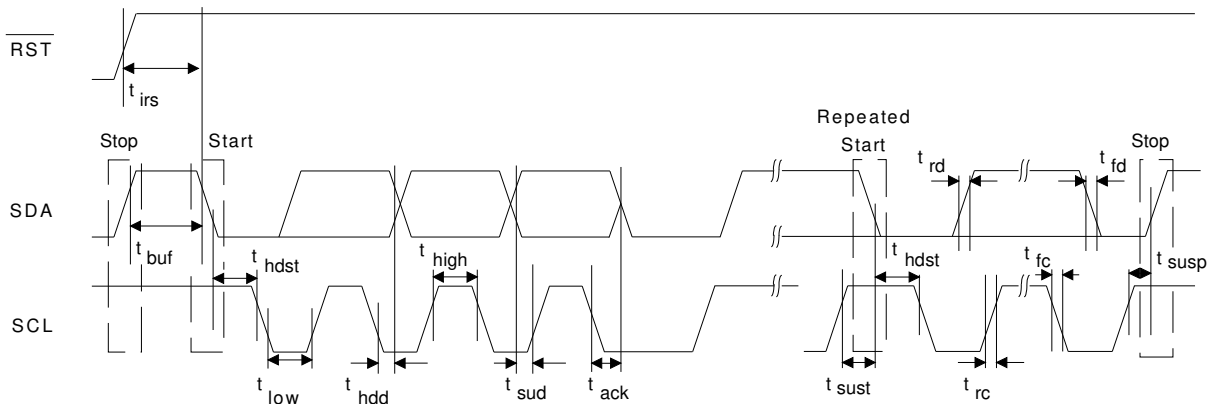 RST
t irs
Stop
Start
Repeated
Start
Stop
t rd
t fd
SDA
t buf
t hdst
t high
t hdst
t fc
t susp
SCL
t low
t hdd
t sud
t ack
t sust
t rc